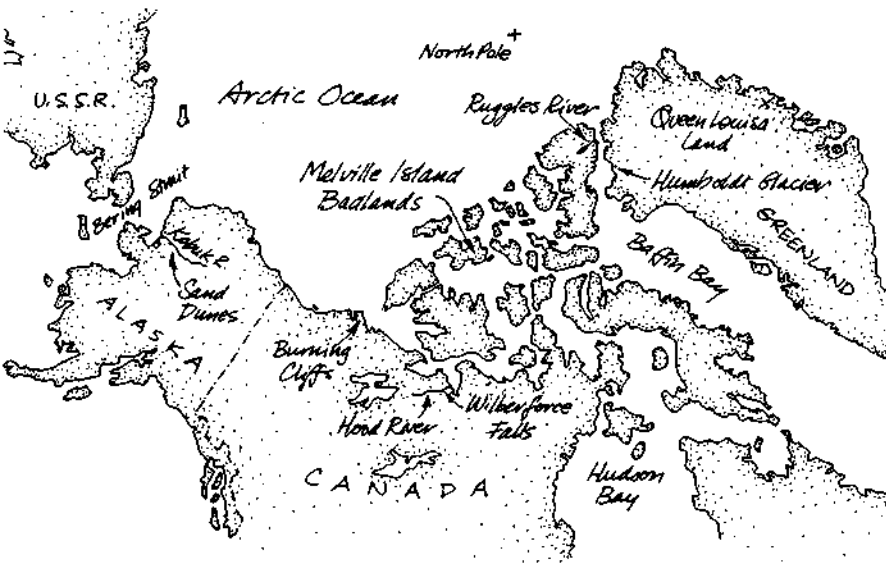 North Pole
U.S.S.R.
Arctic Ocean
Ruggles River
Queen Louisa
Land
Melville Island
Badlands
Humboldt Glacier
Bering Strait
GREENLAND
Baffin Bay
Sand
Dunes
ALASKA
Burning
Cliffs
Hood River
Wilberforce
Falls
CANADA
Hudson
Bay